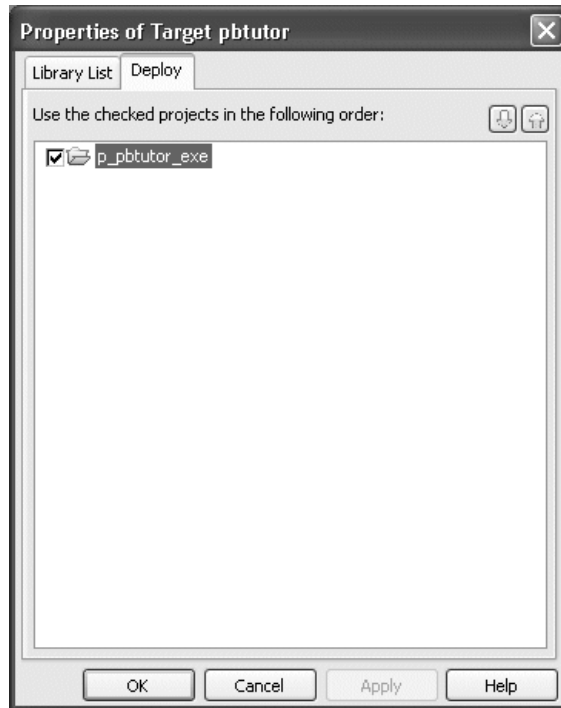 Properties of Target pbtutor
Library List Deploy
Use the checked projects in the following order:
p_pbtutor_exe
OK Cancel Apply Help